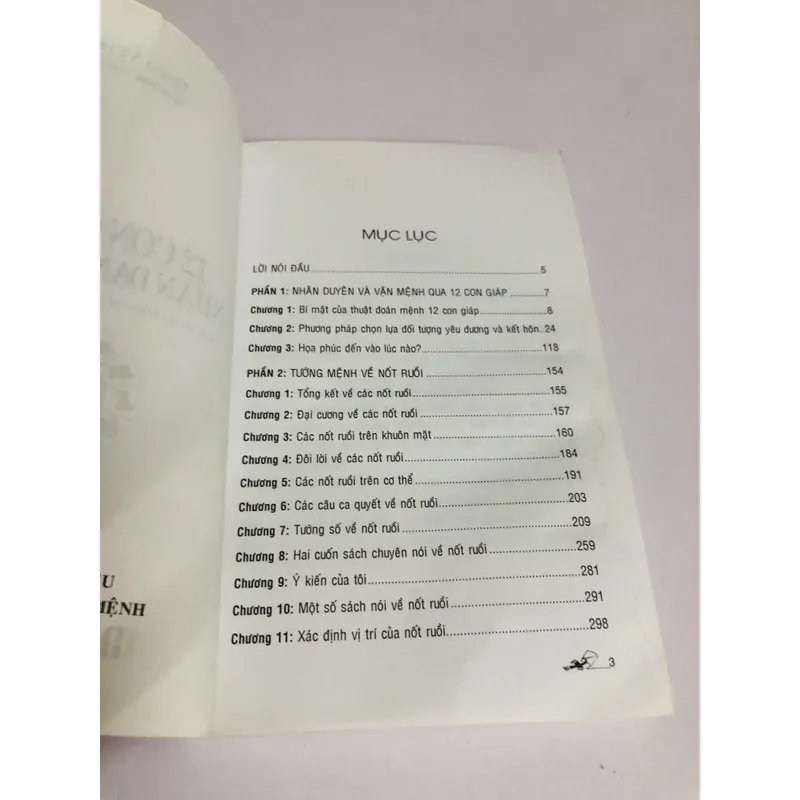 12 CON
NHÂN DA
U
MỆNH
MỤC LỤC
LỜI NÓI ĐẦU 5
PHẦN 1: NHÂN DUYÊN VÀ VẬN MỆNH QUA 12 CON GIÁP 7
Chương 1: Bí mật của thuật đoán mệnh 12 con giáp 8
Chương 2: Phương pháp chọn lựa đối tượng yêu đương và kết hôn..24
Chương 3: Họa phúc đến vào lúc nào? 118
PHẦN 2: TƯỚNG MỆNH VỀ NỐT RUỒI 154
Chương 1: Tổng kết về các nốt ruồi 155
Chương 2: Đại cương về các nốt ruồi 157
Chương 3: Các nốt ruồi trên khuôn mặt 160
Chương 4: Đôi lời về các nốt ruồi 184
Chương 5: Các nốt ruồi trên cơ thể 191
Chương 6: Các câu ca quyết về nốt ruồi 203
Chương 7: Tướng số về nốt ruồi 209
Chương 8: Hai cuốn sách chuyên nói về nốt ruồi 259
Chương 9: Ý kiến của tôi 281
Chương 10: Một số sách nói về nốt ruồi 291
Chương 11: Xác định vị trí của nốt ruồi 298
3